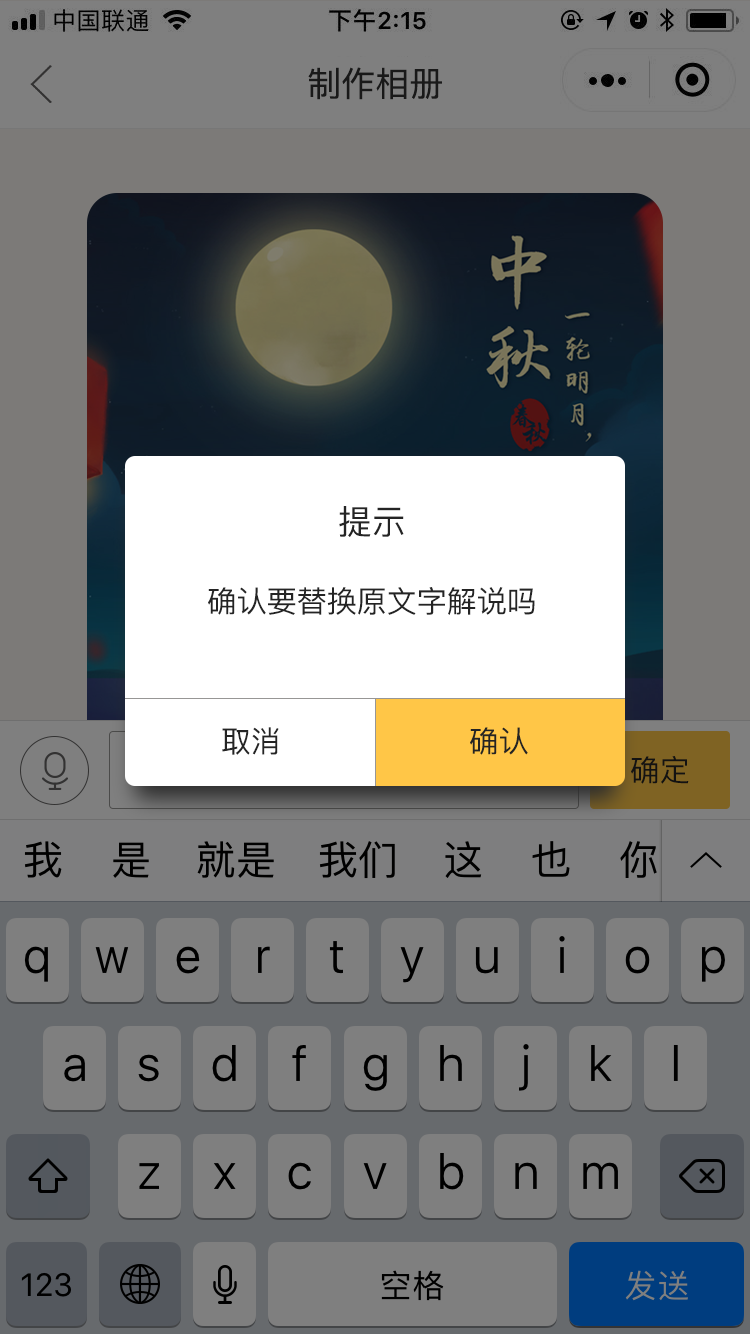 中国联通
下午2:15
制作相册
中秋
一轮明月，
春秋
提示
确认要替换原文字解说吗
取消
确认
确定
我 是 就是 我们 这 也 你
q w e r t y u i o p
a s d f g h j k l
z x c v b n m
123 空格 发送